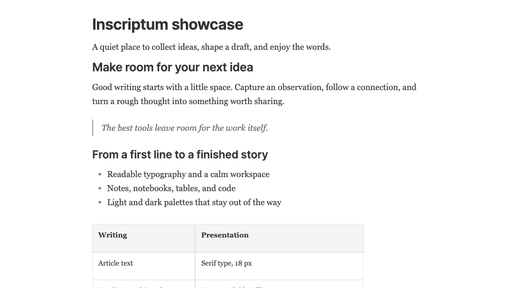 Inscriptum showcase
A quiet place to collect ideas, shape a draft, and enjoy the words.
Make room for your next idea
Good writing starts with a little space. Capture an observation, follow a connection, and
turn a rough thought into something worth sharing.
The best tools leave room for the work itself.
From a first line to a finished story
Readable typography and a calm workspace
Notes, notebooks, tables, and code
Light and dark palettes that stay out of the way
Writing Presentation
Article text Serif type, 18 px